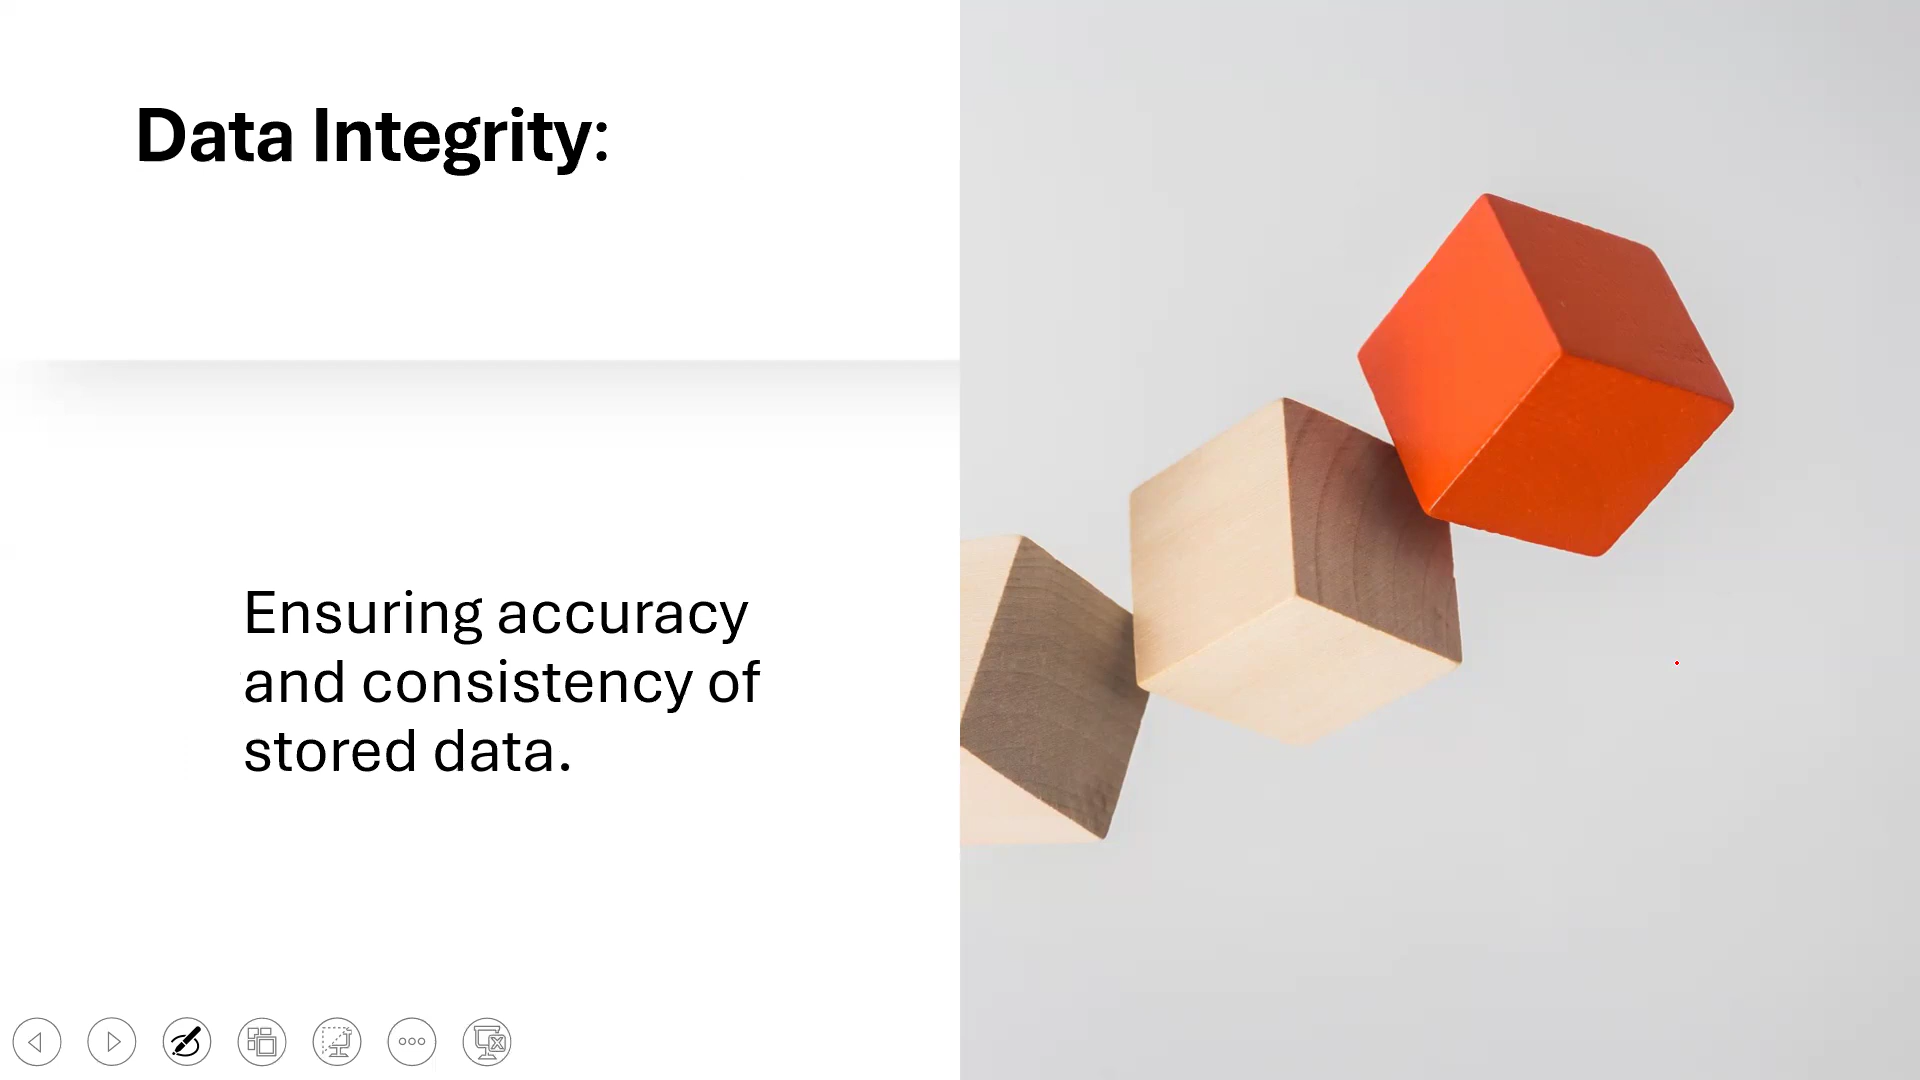 Data Integrity:
Ensuring accuracy
and consistency of
stored data.